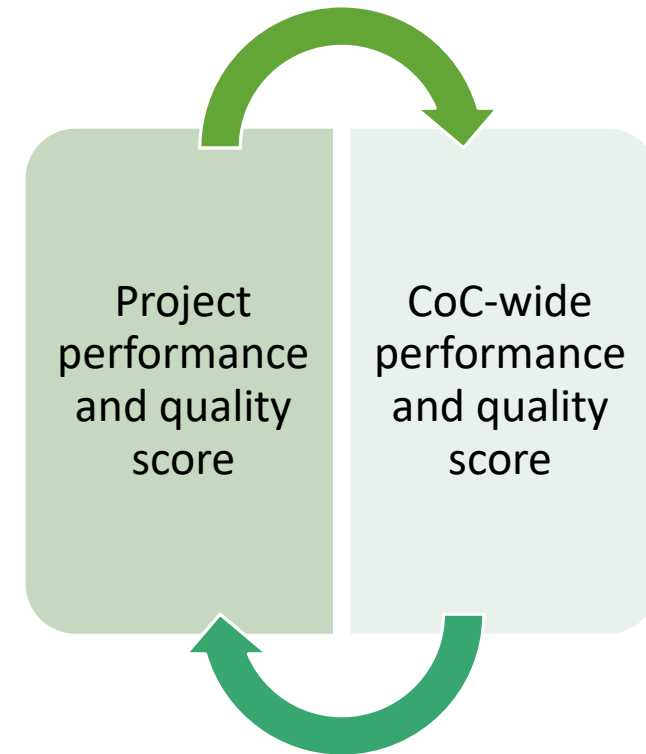 Project
performance
and quality
score
CoC-wide
performance
and quality
score